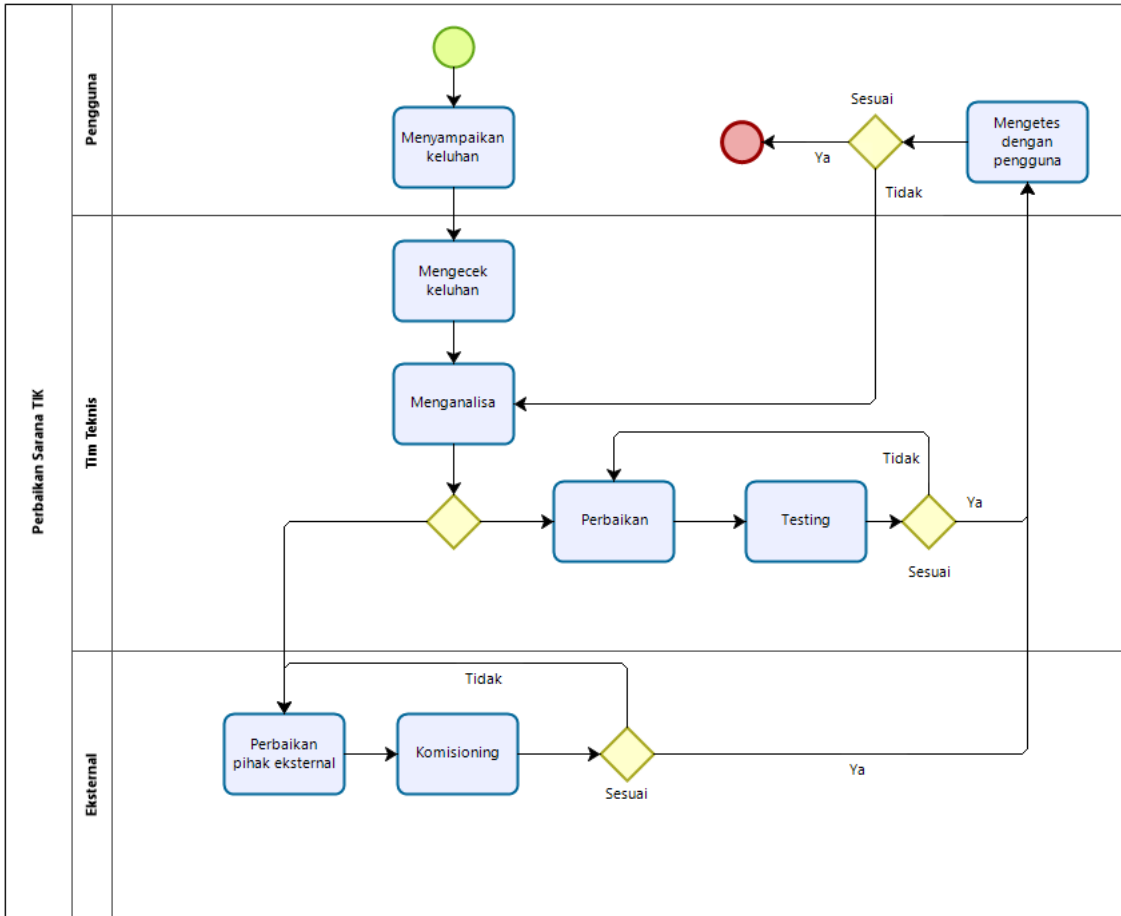 Perbaikan Sarana TIK
Pengguna
Menyampaikan
keluhan
Sesuai
Ya
Tidak
Mengetes
dengan
pengguna
Tim Teknis
Mengecek
keluhan
Menganalisa
Perbaikan
Testing
Tidak
Ya
Sesuai
Eksternal
Tidak
Perbaikan
pihak eksternal
Komisioning
Sesuai
Ya